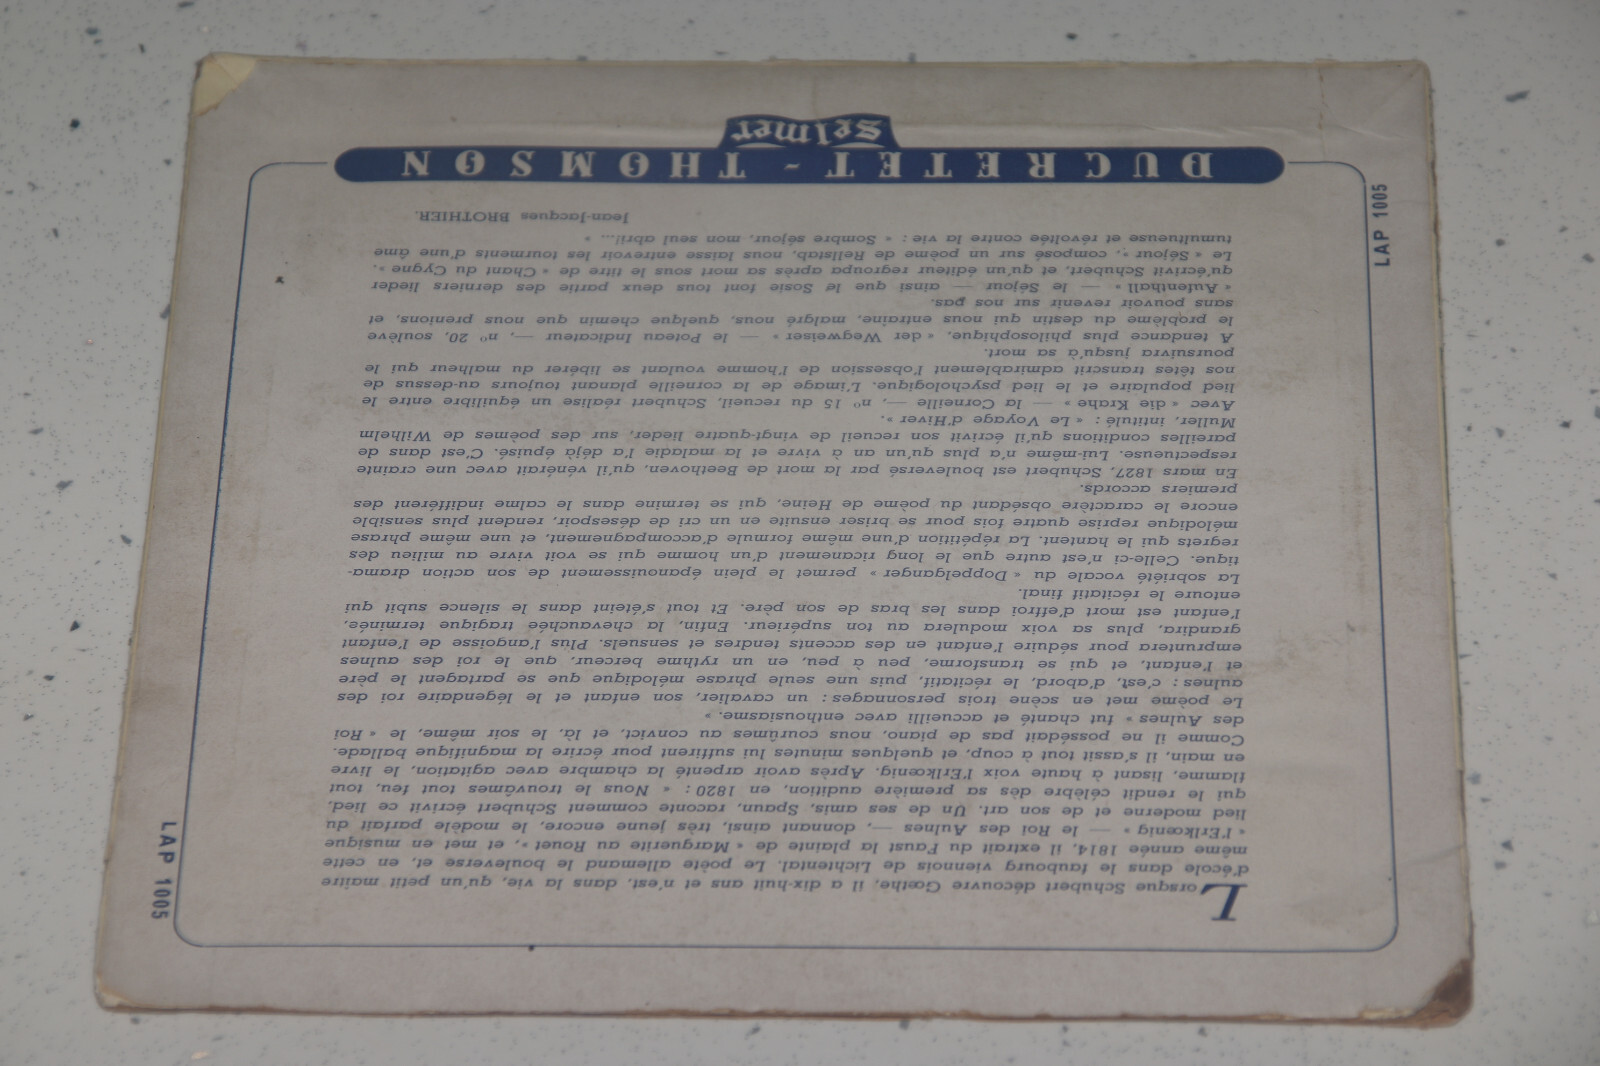 LAP 1005
Lorsque Schubert découvre Gœthe, il a dix-huit ans et n'est, dans la vie, qu'un petit maître
d'école dans le faubourg viennois de Lichtental. Le poète allemand le bouleverse et, en cette
même année 1814, il extrait du Faust la plainte de « Marguerite au Rouet », et met en musique
« l'Erlkœnig » — le Roi des Aulnes —, donnant ainsi, très jeune encore, le modèle parfait du
lied moderne et de son art. Un de ses amis, Spaun, raconte comment Schubert écrivit ce lied,
qui le rendit célèbre dès sa première audition, en 1820 : « Nous le trouvâmes tout feu, tout
flamme, lisant à haute voix l'Erlkœnig. Après avoir arpenté la chambre avec agitation, le livre
en main, il s'assit tout à coup, et quelques minutes lui suffirent pour écrire la magnifique ballade.
Comme il ne possédait pas de piano, nous courûmes au convict, et là, le soir même, le « Roi
des Aulnes » fut chanté et accueilli avec enthousiasme. »
Le poème met en scène trois personnages : un cavalier, son enfant et le légendaire roi des
aulnes : c'est, d'abord, le récitatif, puis une seule phrase mélodique que se partagent le père
et l'enfant, et qui se transforme, peu à peu, en un rythme berceur, que le roi des aulnes
empruntera pour séduire l'enfant en des accents tendres et sensuels. Plus l'angoisse de l'enfant
grandira, plus sa voix modulera au ton supérieur. Enfin, la chevauchée tragique terminée,
l'enfant est mort d'effroi dans les bras de son père. Et tout s'éteint dans le silence subit qui
entoure le récitatif final.
La sobriété vocale du « Doppelganger » permet le plein épanouissement de son action drama-
tique. Celle-ci n'est autre que le long ricanement d'un homme qui se voit vivre au milieu des
regrets qui le hantent. La répétition d'une même formule d'accompagnement, et une même phrase
mélodique reprise quatre fois pour se briser ensuite en un cri de désespoir, rendent plus sensible
encore le caractère obsédant du poème de Heine, qui se termine dans le calme indifférent des
premiers accords.
En mars 1827, Schubert est bouleversé par la mort de Beethoven, qu'il vénérait avec une crainte
respectueuse. Lui-même n'a plus qu'un an à vivre et la maladie l'a déjà épuisé. C'est dans de
pareilles conditions qu'il écrivit son recueil de vingt-quatre lieder, sur des poèmes de Wilhelm
Muller, intitulé : « Le Voyage d'Hiver ».
Avec « die Krahe » — la Corneille —, n° 15 du recueil, Schubert réalise un équilibre entre le
lied populaire et le lied psychologique. L'image de la corneille planant toujours au-dessus de
nos têtes transcrit admirablement l'obsession de l'homme voulant se libérer du malheur qui le
poursuivra jusqu'à sa mort.
A tendance plus philosophique, « der Wegweiser » — le Poteau Indicateur —, n° 20, soulève
le problème du destin qui nous entraîne, malgré nous, quelque chemin que nous prenions, et
sans pouvoir revenir sur nos pas.
« Aufenthalt » — le Séjour — ainsi que le Sosie font tous deux partie des derniers lieder
qu'écrivit Schubert, et qu'un éditeur regroupa après sa mort sous le titre de « Chant du Cygne ».
Le « Séjour », composé sur un poème de Rellstab, nous laisse entrevoir les tourments d'une âme
tumultueuse et révoltée contre la vie : « Sombre séjour, mon seul abri... »
Jean-Jacques BROTHIER.
DUCRETET - THOMSON
Selmer
LAP 1005